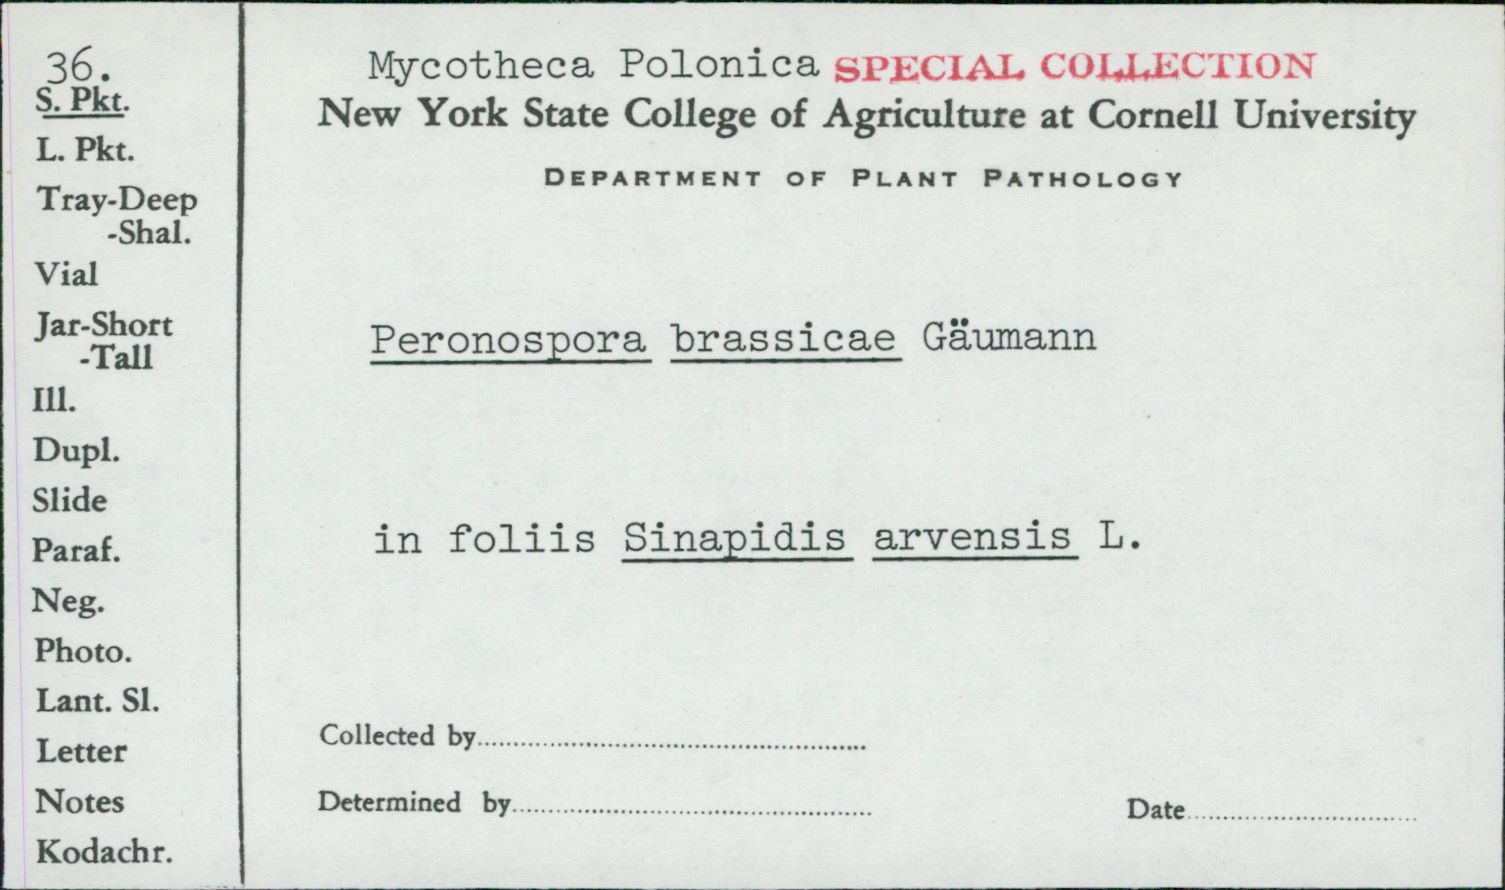 36.
S. Pkt.
L. Pkt.
Tray-Deep
-Shal.
Vial
Jar-Short
-Tall
Ill.
Dupl.
Slide
Paraf.
Neg.
Photo.
Lant. Sl.
Letter
Notes
Kodachr.
Mycotheca Polonica SPECIAL COLLECTION
New York State College of Agriculture at Cornell University
DEPARTMENT OF PLANT PATHOLOGY
Peronospora brassicae Gäumann
in foliis Sinapidis arvensis L.
Collected by
Determined by
Date